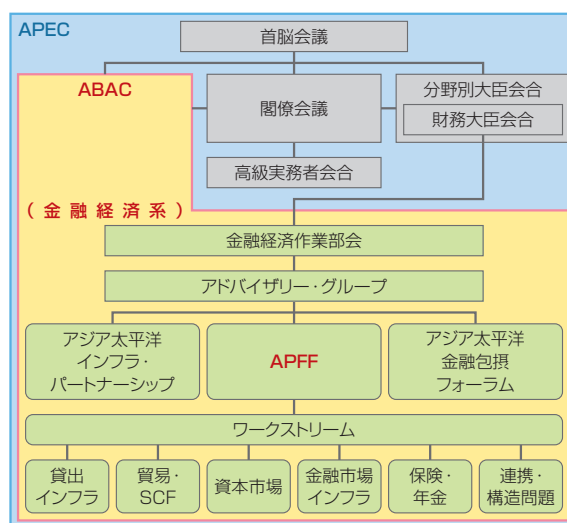 APEC
首脳会議
ABAC
閣僚会議
分野別大臣会合
財務大臣会合
高級実務者会合
(金融経済系)
金融経済作業部会
アドバイザリー・グループ
アジア太平洋
インフラ・
パートナーシップ
APFF
アジア太平洋
金融包摂
フォーラム
ワークストリーム
貸出
インフラ
貿易・
SCF
資本市場
金融市場
インフラ
保険・
年金
連携・
構造問題